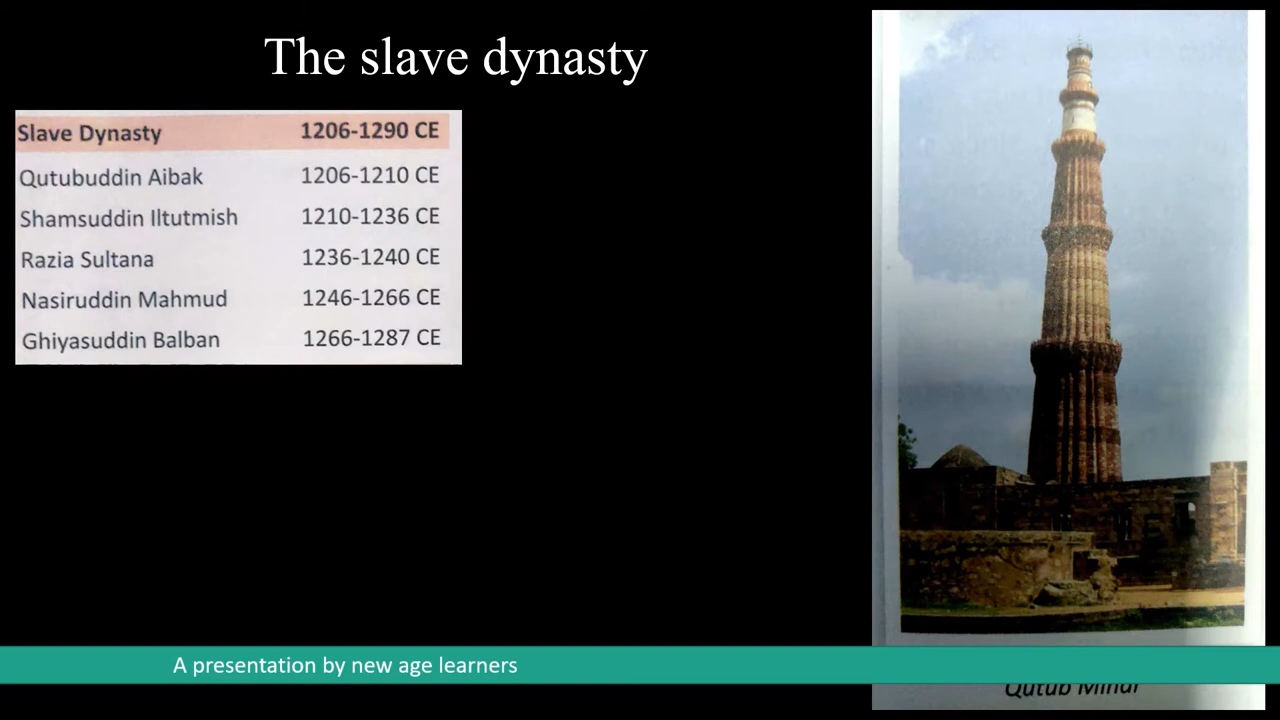 The slave dynasty
Slave Dynasty 1206-1290 CE
Qutubuddin Aibak 1206-1210 CE
Shamsuddin Iltutmish 1210-1236 CE
Razia Sultana 1236-1240 CE
Nasiruddin Mahmud 1246-1266 CE
Ghiyasuddin Balban 1266-1287 CE
A presentation by new age learners
Qutub Minar